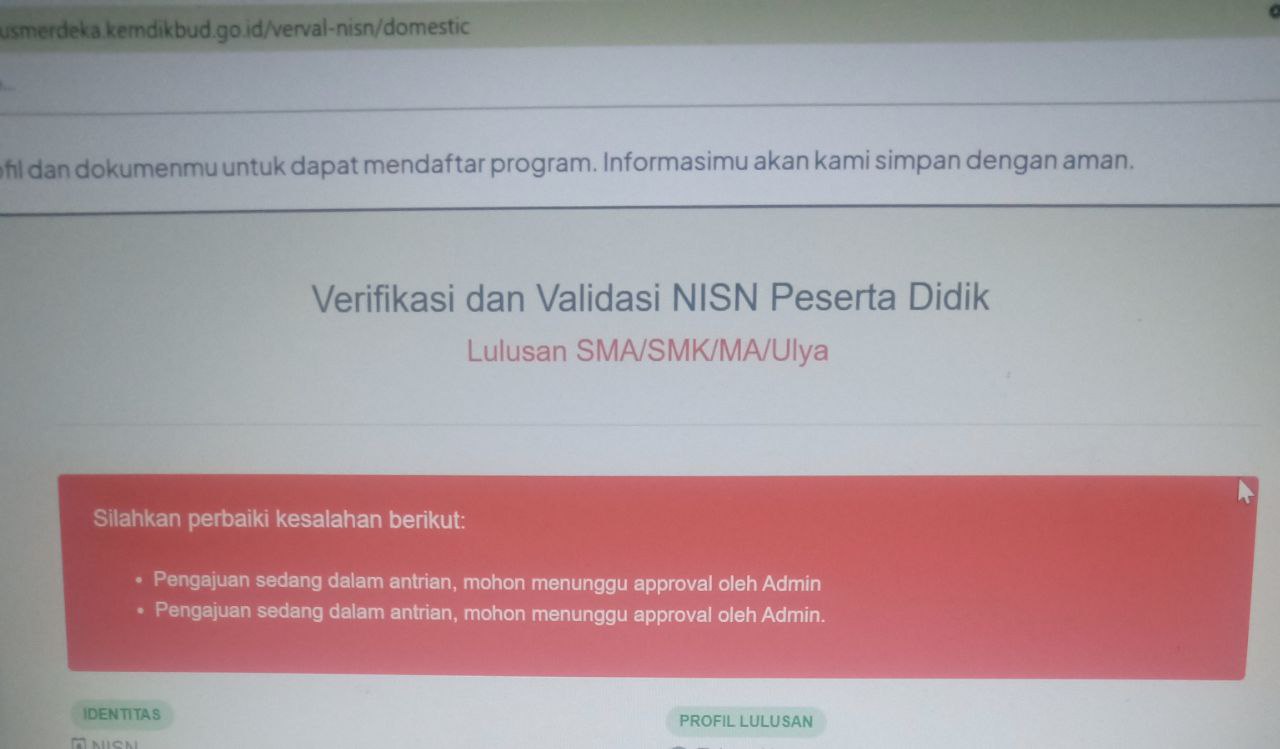 usmerdeka.kemdikbud.go.id/verval-nisn/domestic
ofil dan dokumenmu untuk dapat mendaftar program. Informasimu akan kami simpan dengan aman.
Verifikasi dan Validasi NISN Peserta Didik
Lulusan SMA/SMK/MA/Ulya
Silahkan perbaiki kesalahan berikut:
• Pengajuan sedang dalam antrian, mohon menunggu approval oleh Admin
• Pengajuan sedang dalam antrian, mohon menunggu approval oleh Admin.
IDENTITAS
PROFIL LULUSAN
NISN